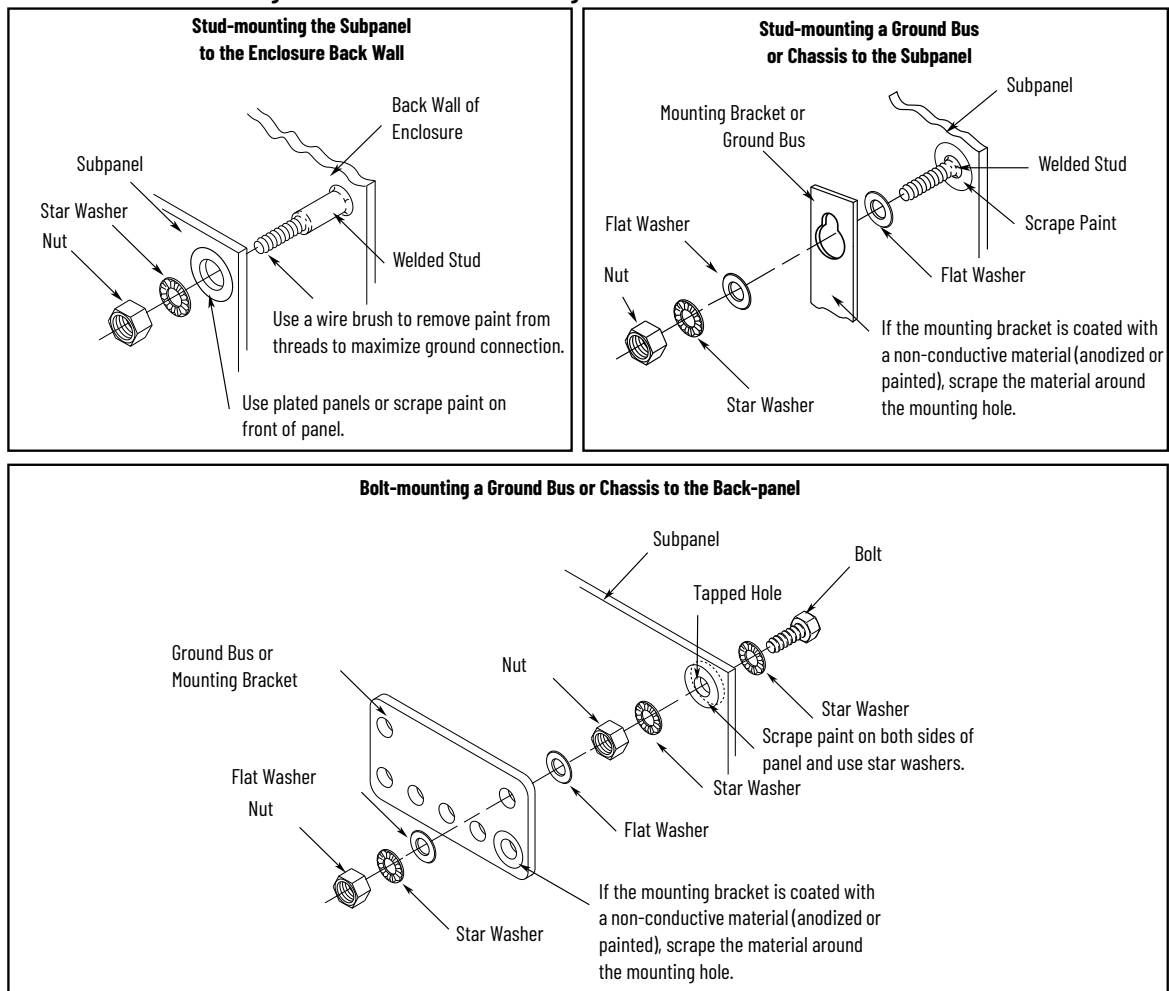 Stud-mounting the Subpanel
to the Enclosure Back Wall
Back Wall of
Enclosure
Subpanel
Star Washer
Nut
Welded Stud
Use a wire brush to remove paint from
threads to maximize ground connection.
Use plated panels or scrape paint on
front of panel.
Stud-mounting a Ground Bus
or Chassis to the Subpanel
Subpanel
Mounting Bracket or
Ground Bus
Welded Stud
Scrape Paint
Flat Washer
Flat Washer
Nut
If the mounting bracket is coated with
a non-conductive material (anodized or
painted), scrape the material around
the mounting hole.
Star Washer
Bolt-mounting a Ground Bus or Chassis to the Back-panel
Subpanel
Bolt
Tapped Hole
Ground Bus or
Mounting Bracket
Nut
Star Washer
Scrape paint on both sides of
panel and use star washers.
Star Washer
Flat Washer
Nut
Flat Washer
If the mounting bracket is coated with
a non-conductive material (anodized or
painted), scrape the material around
the mounting hole.
Star Washer